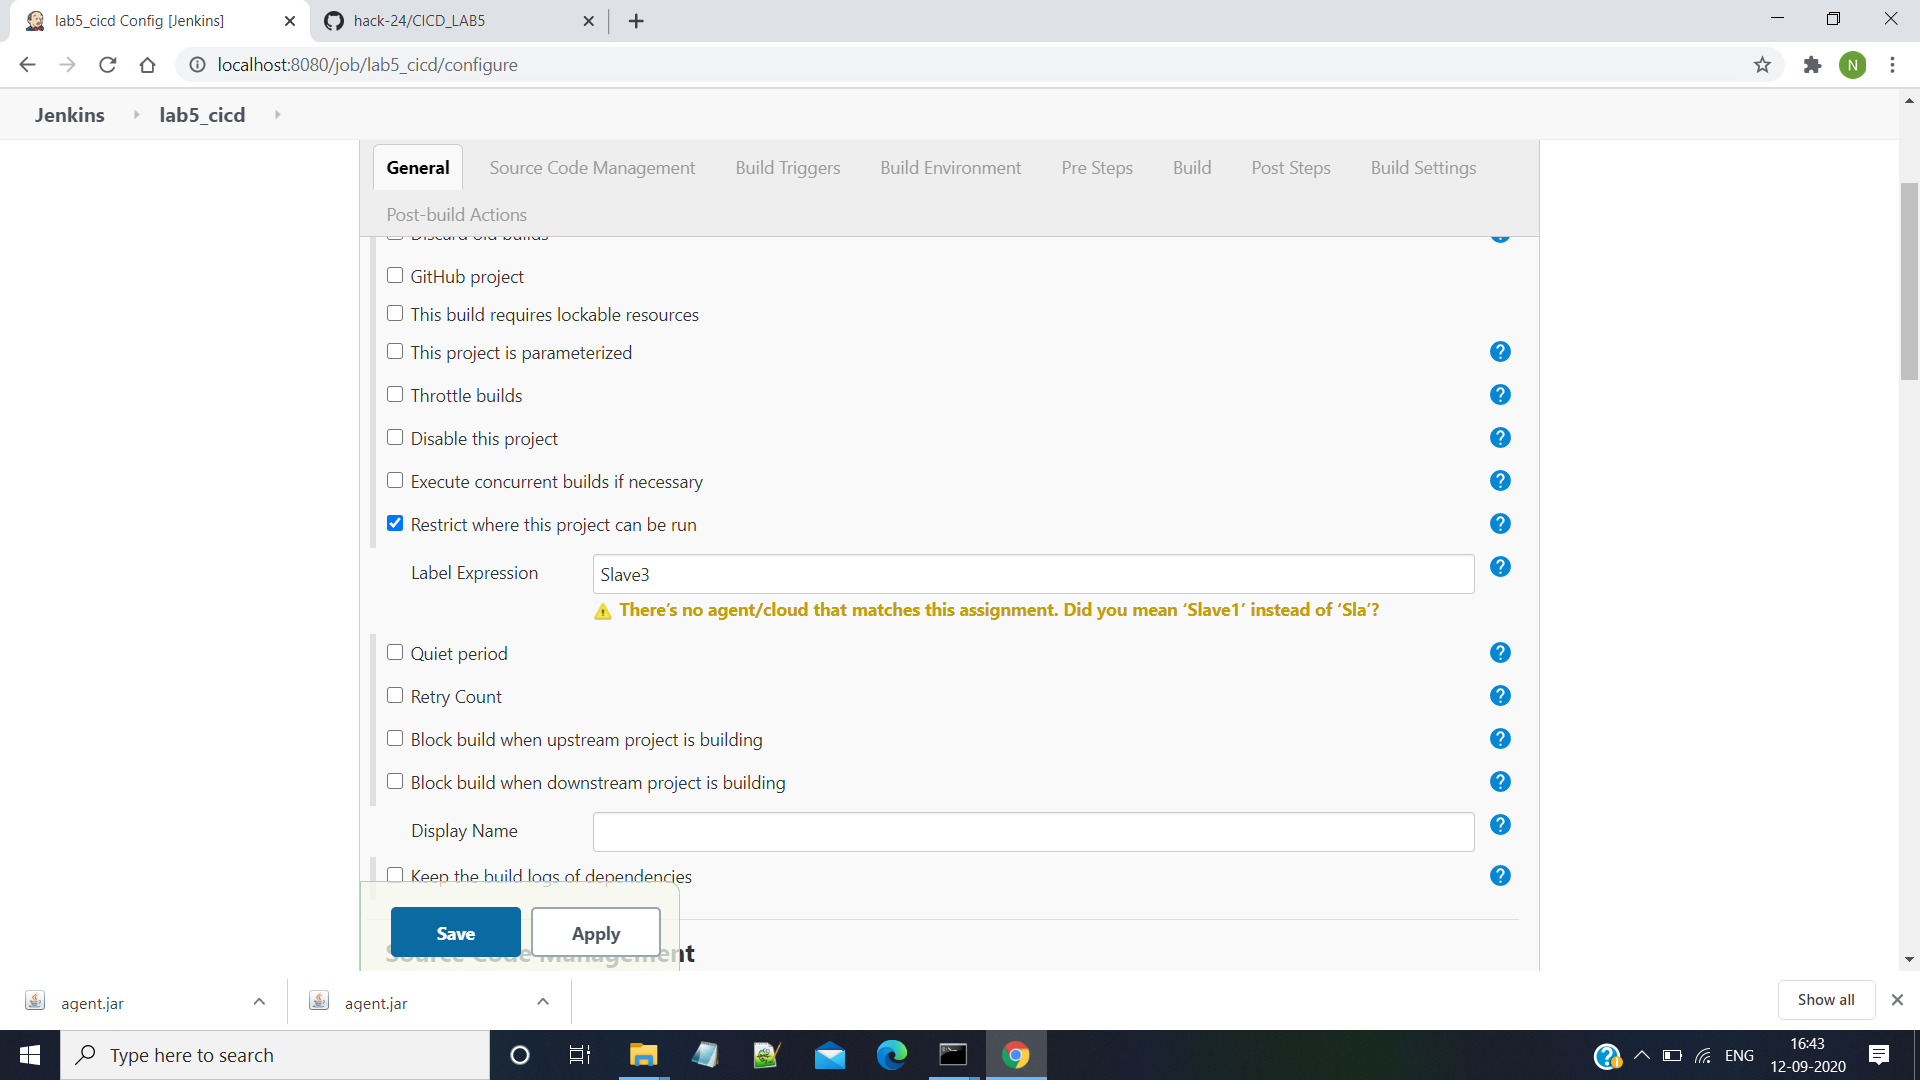 lab5_cicd Config [Jenkins]
hack-24/CICD_LAB5
localhost:8080/job/lab5_cicd/configure
N
Jenkins
lab5_cicd
General
Source Code Management
Build Triggers
Build Environment
Pre Steps
Build
Post Steps
Build Settings
Post-build Actions
Discard old builds
GitHub project
This build requires lockable resources
This project is parameterized
Throttle builds
Disable this project
Execute concurrent builds if necessary
Restrict where this project can be run
Label Expression
Slave3
There's no agent/cloud that matches this assignment. Did you mean ‘Slave1’ instead of ‘Sla’?
Quiet period
Retry Count
Block build when upstream project is building
Block build when downstream project is building
Display Name
Keep the build logs of dependencies
Save
Apply
Source Code Management
agent.jar
agent.jar
Show all
Type here to search
ENG
16:43
12-09-2020